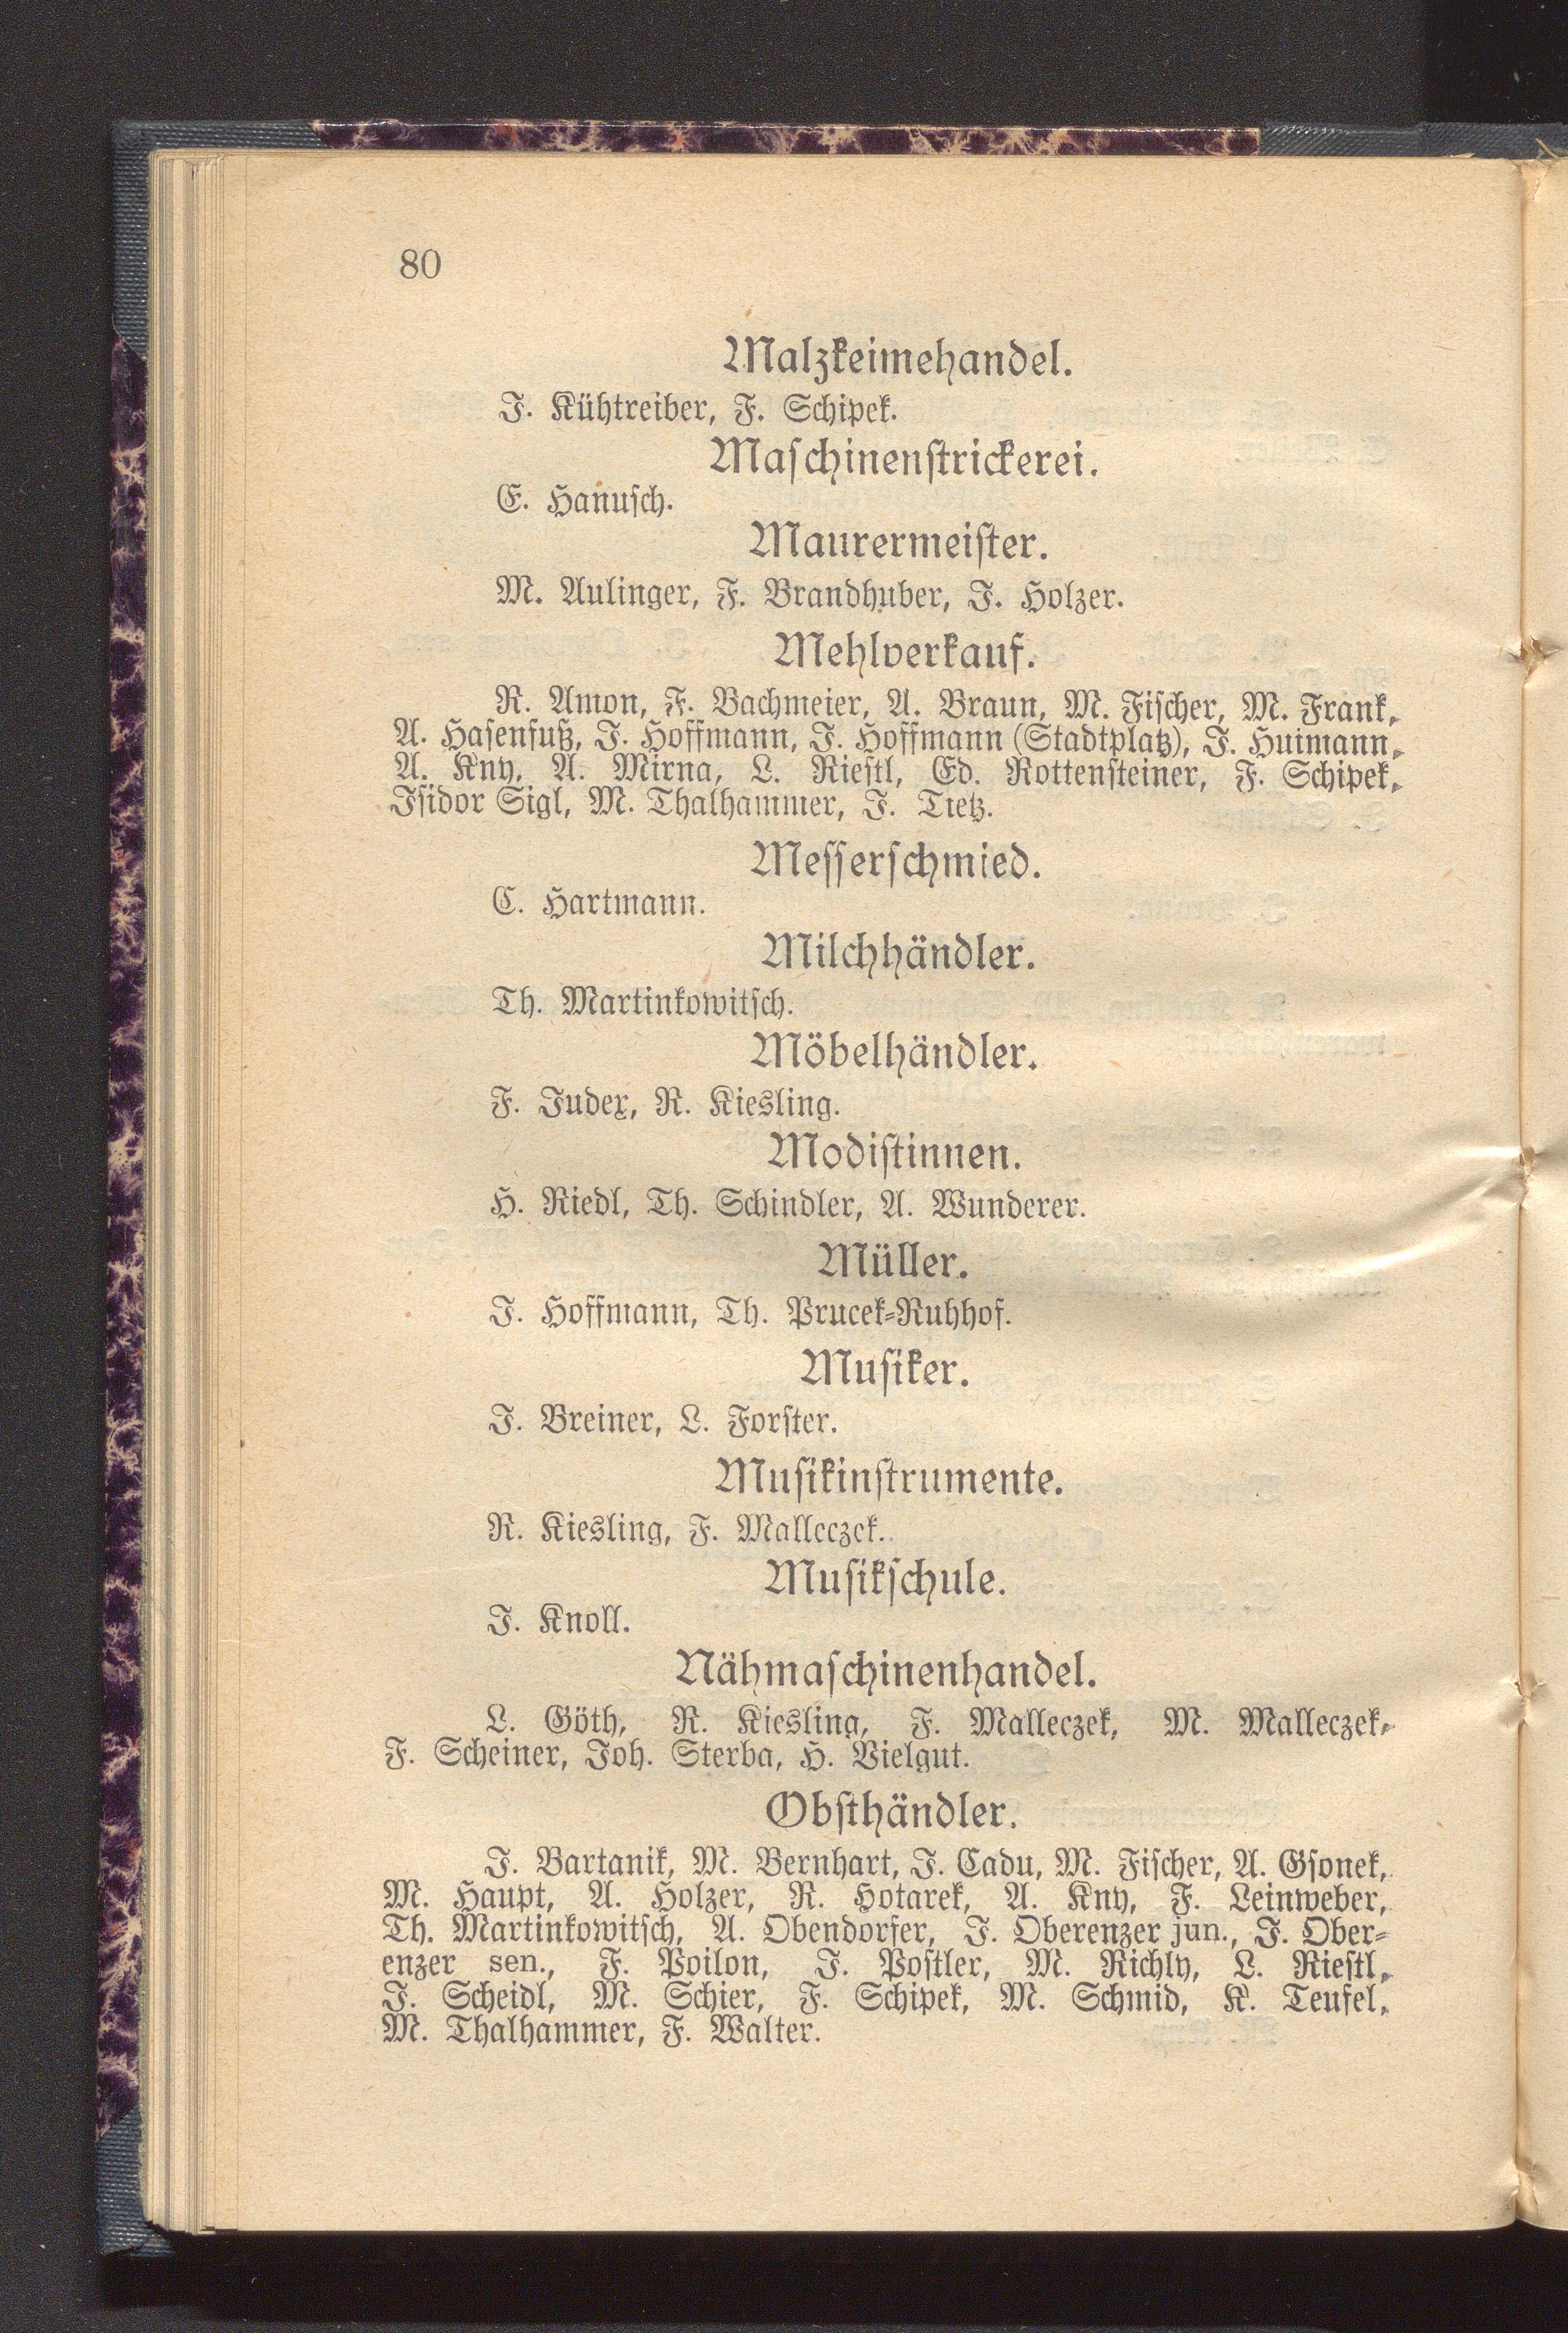 80
Malzkeimehandel.
J. Kühtreiber, F. Schipek.
Maschinenstrickerei.
E. Hanusch.
Maurermeister.
M. Aulinger, F. Brandhuber, J. Holzer.
Mehlverkauf.
R. Amon, F. Bachmeier, A. Braun, M. Fischer, M. Frank,
A. Hasenfuß, J. Hoffmann, J. Hoffmann (Stadtplatz), J. Huimann,
A. Kny, A. Mirna, L. Riestl, Ed. Rottensteiner, F. Schipek,
Isidor Sigl, M. Thalhammer, J. Tietz.
Messerschmied.
C. Hartmann.
Milchhändler.
Th. Martinkowitsch.
Möbelhändler.
F. Judex, R. Kiesling.
Modistinnen.
H. Riedl, Th. Schindler, A. Wunderer.
Müller.
J. Hoffmann, Th. Prucek-Ruhhof.
Musiker.
J. Breiner, L. Forster.
Musikinstrumente.
R. Kiesling, F. Malleczek.
Musikschule.
J. Knoll.
Nähmaschinenhandel.
L. Göth, R. Kiesling, F. Malleczek, M. Malleczek,
F. Scheiner, Joh. Sterba, H. Vielgut.
Obsthändler.
J. Bartanik, M. Bernhart, J. Cadu, M. Fischer, A. Gsonek,
M. Haupt, A. Holzer, R. Hotarek, A. Kny, F. Leinweber,
Th. Martinkowitsch, A. Obendorfer, J. Oberenzer jun., J. Ober-
enzer sen., F. Poilon, J. Postler, M. Richly, L. Riestl,
J. Scheidl, M. Schier, F. Schipek, M. Schmid, K. Teufel,
M. Thalhammer, F. Walter.